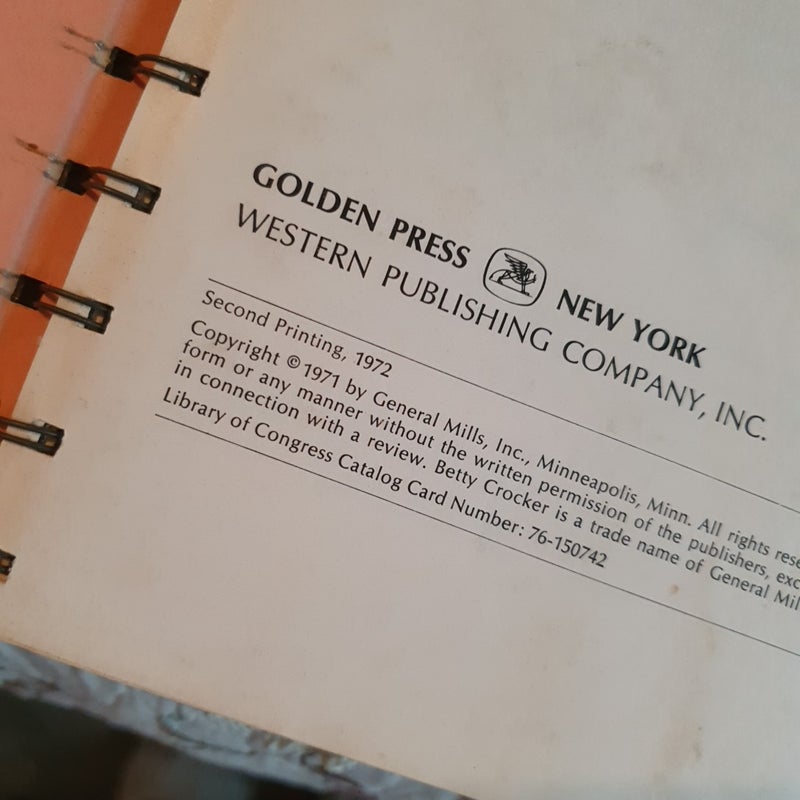 GOLDEN PRESS NEW YORK
WESTERN PUBLISHING COMPANY, INC.
Second Printing, 1972
Copyright © 1971 by General Mills, Inc., Minneapolis, Minn. All rights
form or any manner without the written permission of the publishers,
in connection with a review. Betty Crocker is a trade name of General
Library of Congress Catalog Card Number: 76-150742